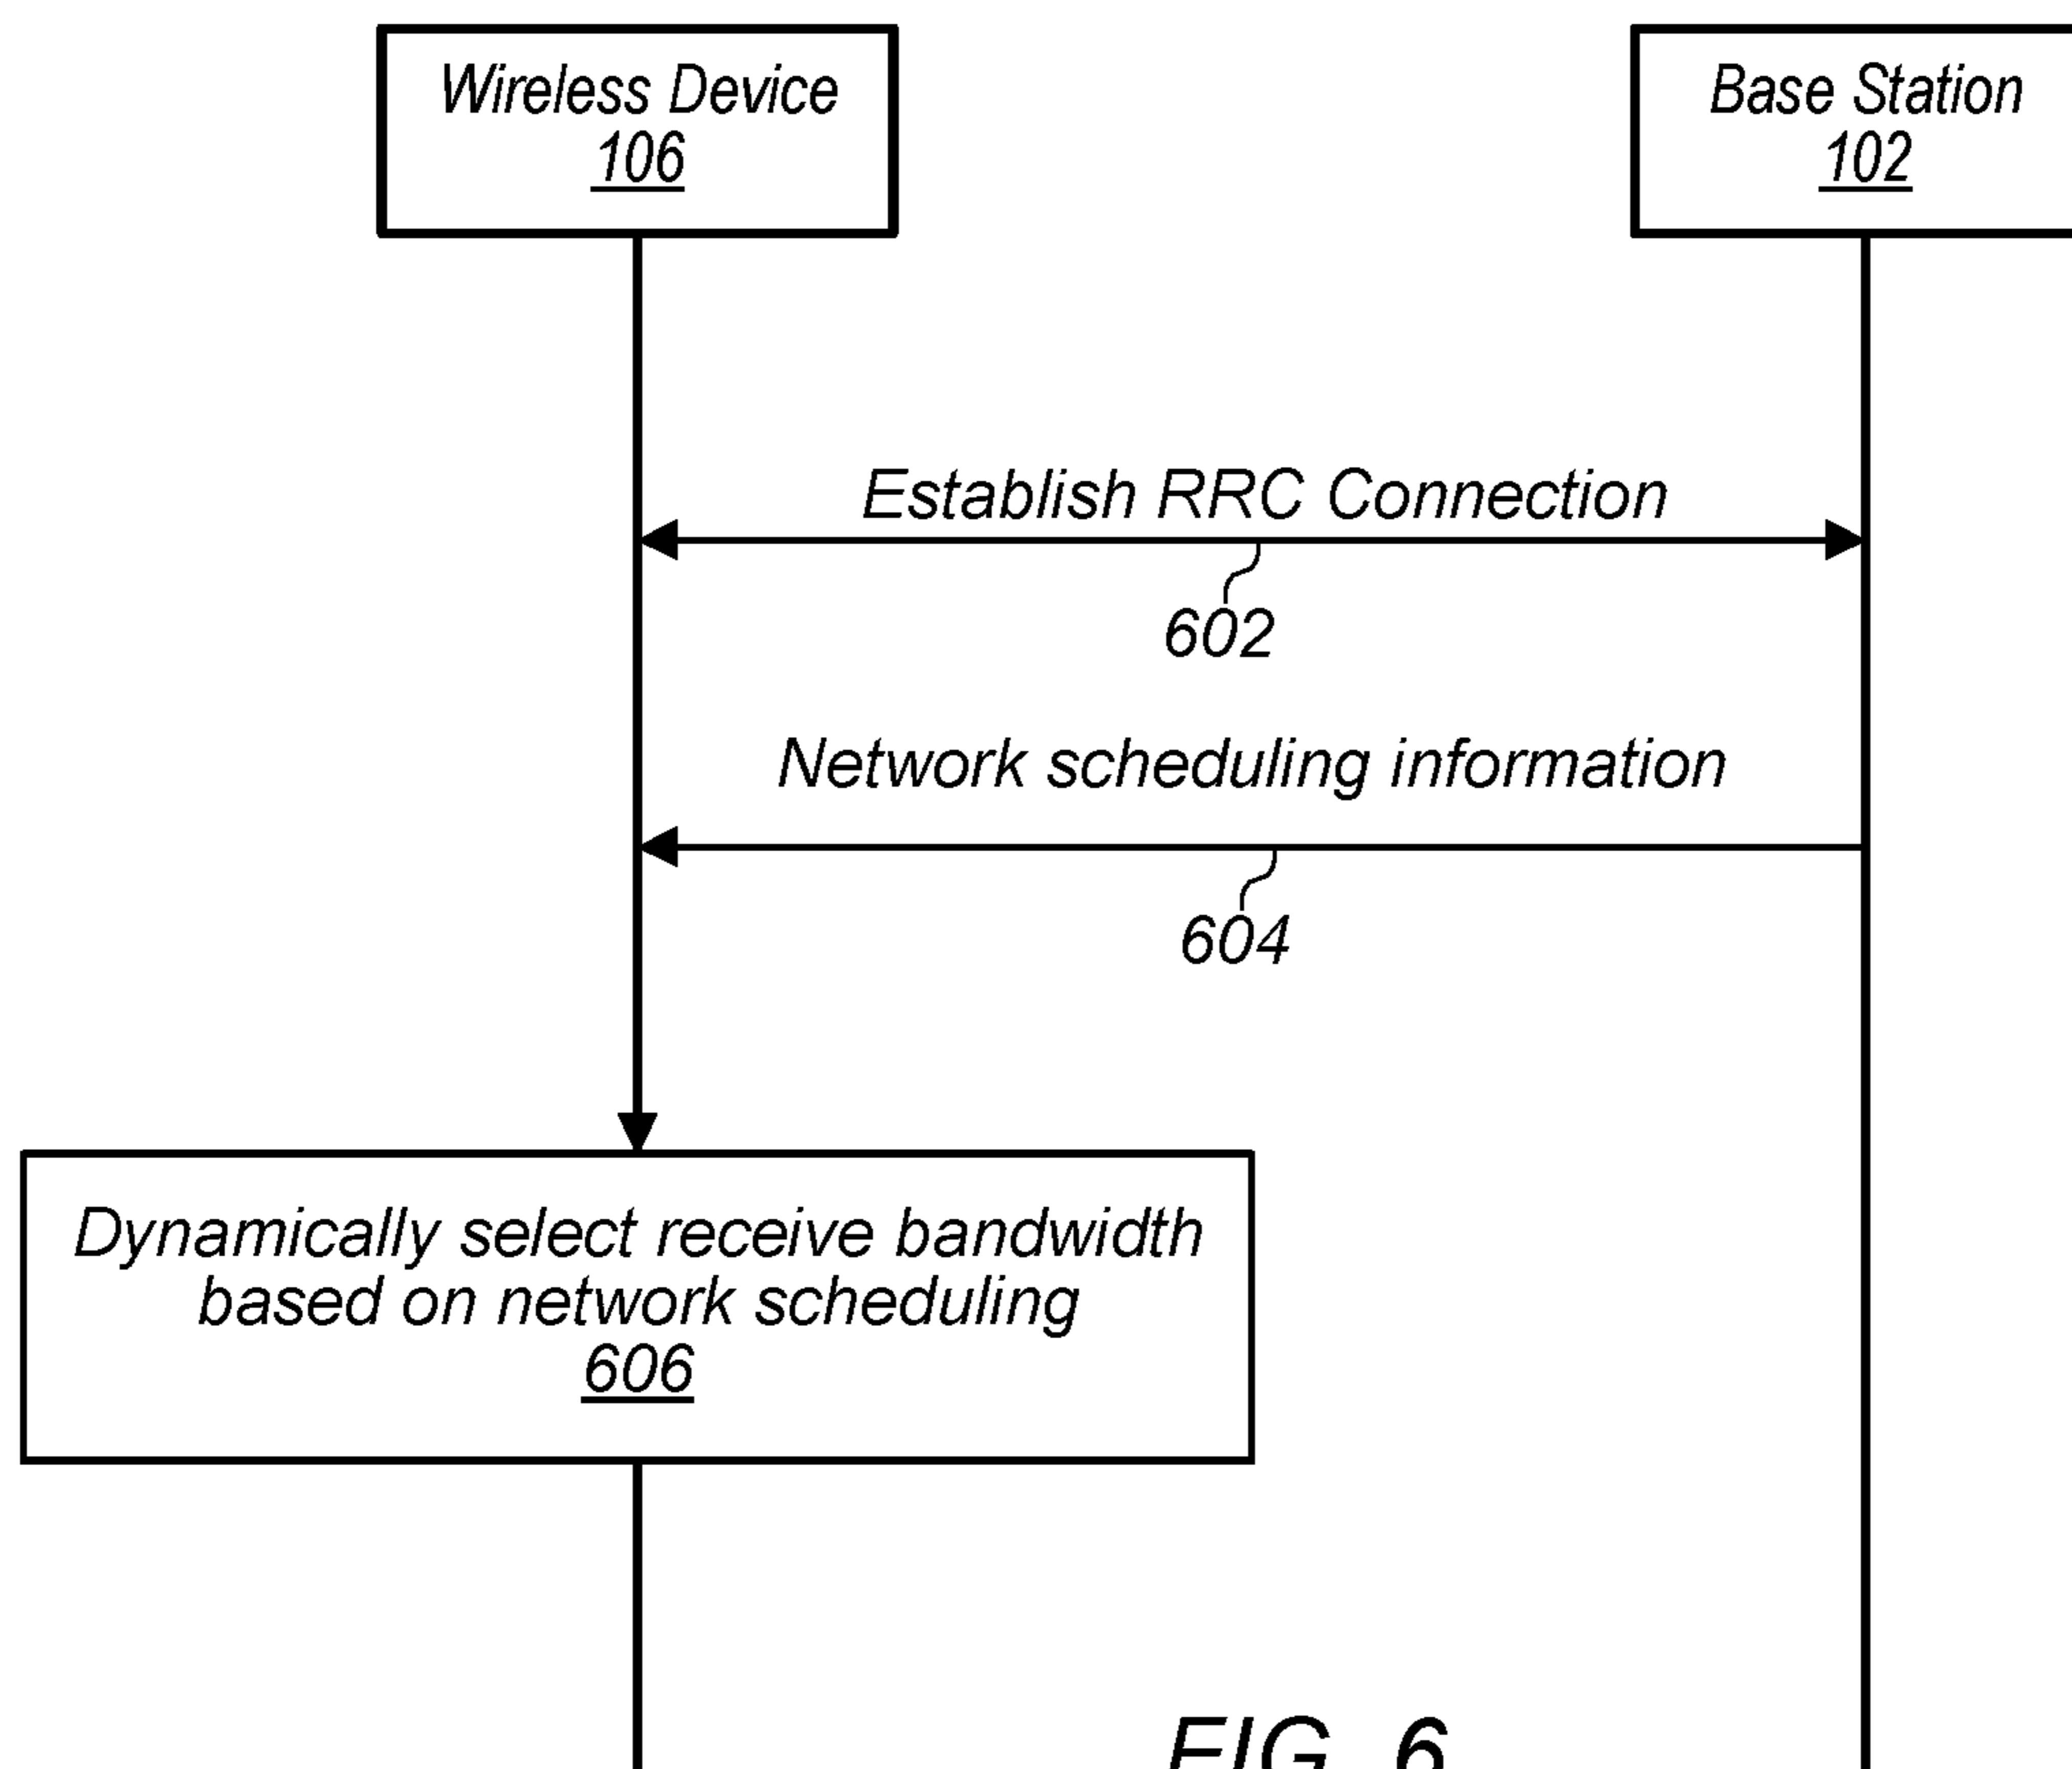 Wireless Device
106
Base Station
102
Establish RRC Connection
602
Network scheduling information
604
Dynamically select receive bandwidth
based on network scheduling
606
FIG. 6